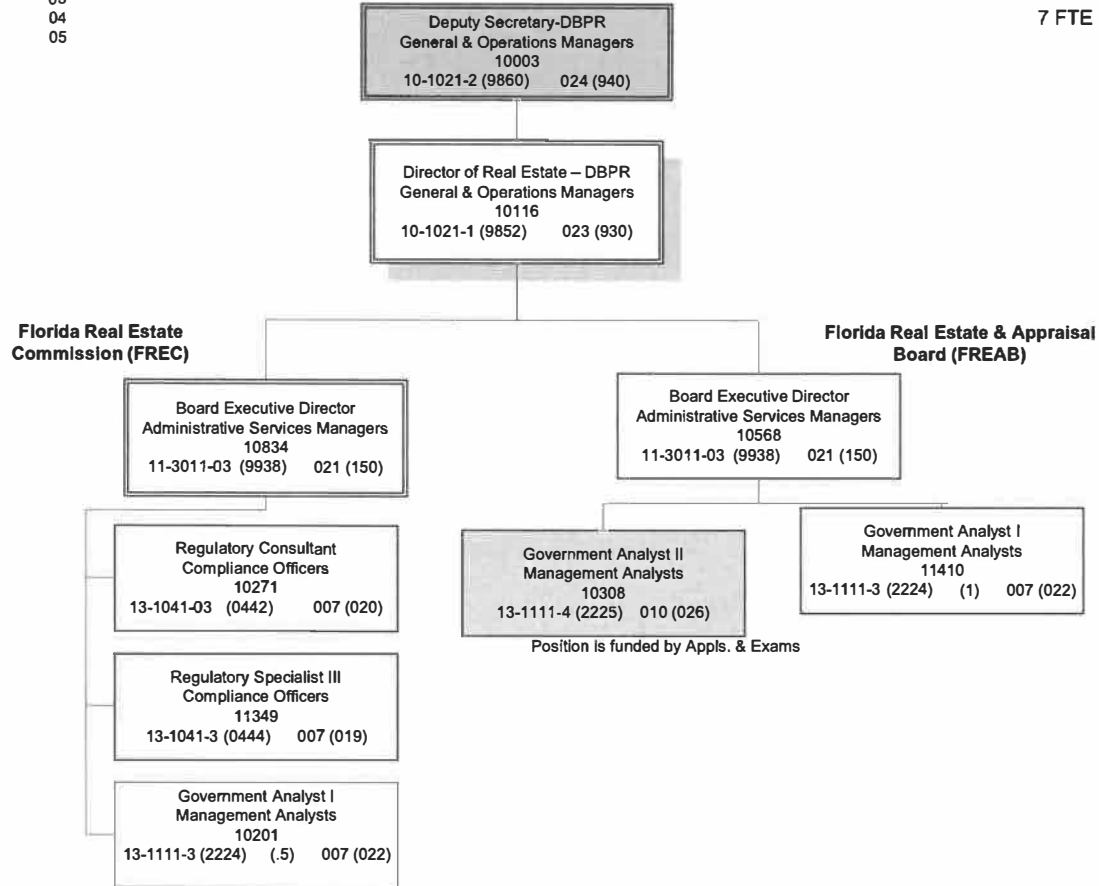 04
05
7 FTE
Deputy Secretary-DBPR
General & Operations Managers
10003
10-1021-2 (9860) 024 (940)
Director of Real Estate – DBPR
General & Operations Managers
10116
10-1021-1 (9852) 023 (930)
Florida Real Estate
Commission (FREC)
Florida Real Estate & Appraisal
Board (FREAB)
Board Executive Director
Administrative Services Managers
10834
11-3011-03 (9938) 021 (150)
Board Executive Director
Administrative Services Managers
10568
11-3011-03 (9938) 021 (150)
Regulatory Consultant
Compliance Officers
10271
13-1041-03 (0442) 007 (020)
Regulatory Specialist III
Compliance Officers
11349
13-1041-3 (0444) 007 (019)
Government Analyst I
Management Analysts
10201
13-1111-3 (2224) (.5) 007 (022)
Government Analyst II
Management Analysts
10308
13-1111-4 (2225) 010 (026)
Position is funded by Appls. & Exams
Government Analyst I
Management Analysts
11410
13-1111-3 (2224) (1) 007 (022)